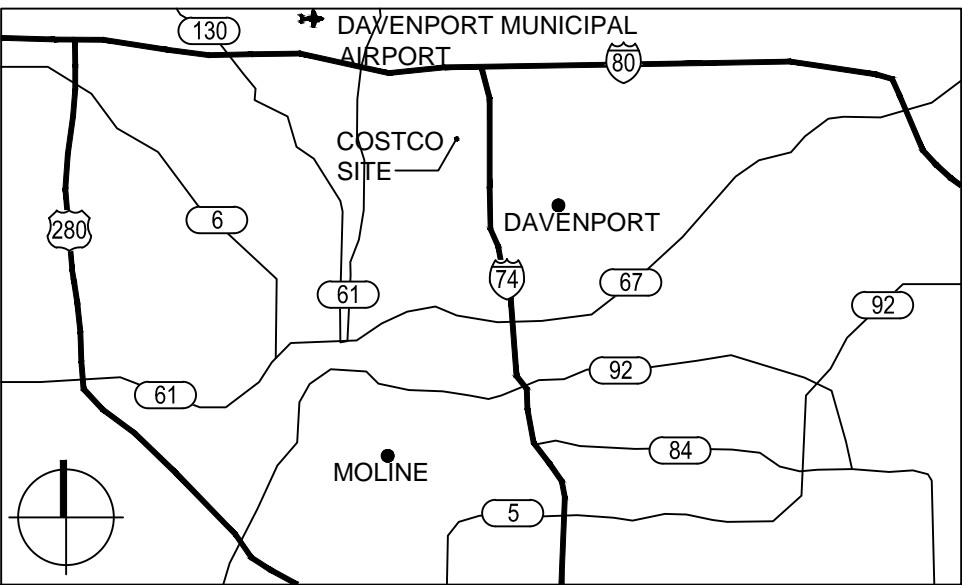 130
DAVENPORT MUNICIPAL
AIRPORT
80
COSTCO
SITE
6
280
DAVENPORT
74
67
61
92
92
61
84
MOLINE
5